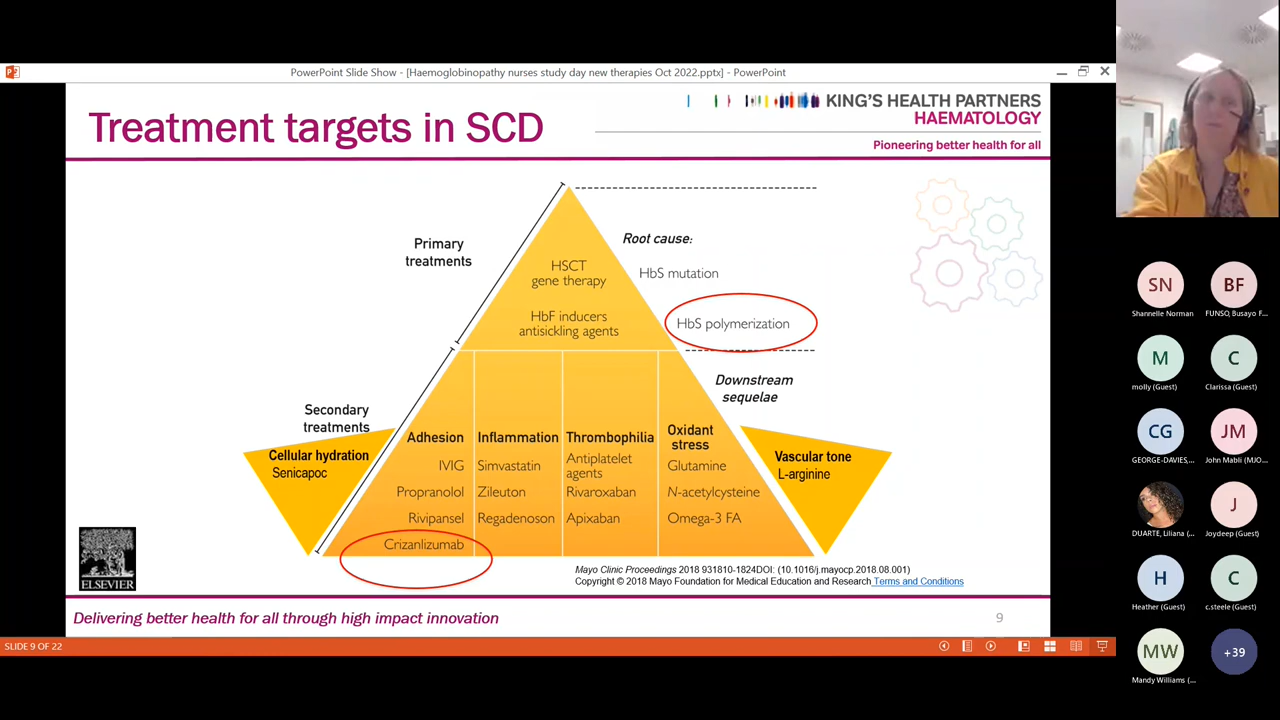 PowerPoint Slide Show - [Haemoglobinopathy nurses study day new therapies Oct 2022.pptx] - PowerPoint
Treatment targets in SCD
KING'S HEALTH PARTNERS
HAEMATOLOGY
Pioneering better health for all
Primary
treatments
Root cause:
HSCT
gene therapy
HbS mutation
HbF inducers
antisickling agents
HbS polymerization
Downstream
sequelae
Secondary
treatments
Cellular hydration
Senicapoc
Adhesion
IVIG
Propranolol
Rivipansel
Crizanlizumab
Inflammation
Simvastatin
Zileuton
Regadenoson
Thrombophilia
Antiplatelet
agents
Rivaroxaban
Apixaban
Oxidant
stress
Glutamine
N-acetylcysteine
Omega-3 FA
Vascular tone
L-arginine
ELSEVIER
Mayo Clinic Proceedings 2018 931810-1824DOI: (10.1016/j.mayocp.2018.08.001)
Copyright © 2018 Mayo Foundation for Medical Education and Research Terms and Conditions
Delivering better health for all through high impact innovation
9
SLIDE 9 OF 22
SN
Shannelle Norman
BF
FUNSO, Busayo F...
M
molly (Guest)
C
Clarissa (Guest)
CG
GEORGE-DAVIES,...
JM
John Mabli (MJO...
DUARTE, Liliana (...
J
Joydeep (Guest)
H
Heather (Guest)
C
c.steele (Guest)
MW
Mandy Williams (...
+39